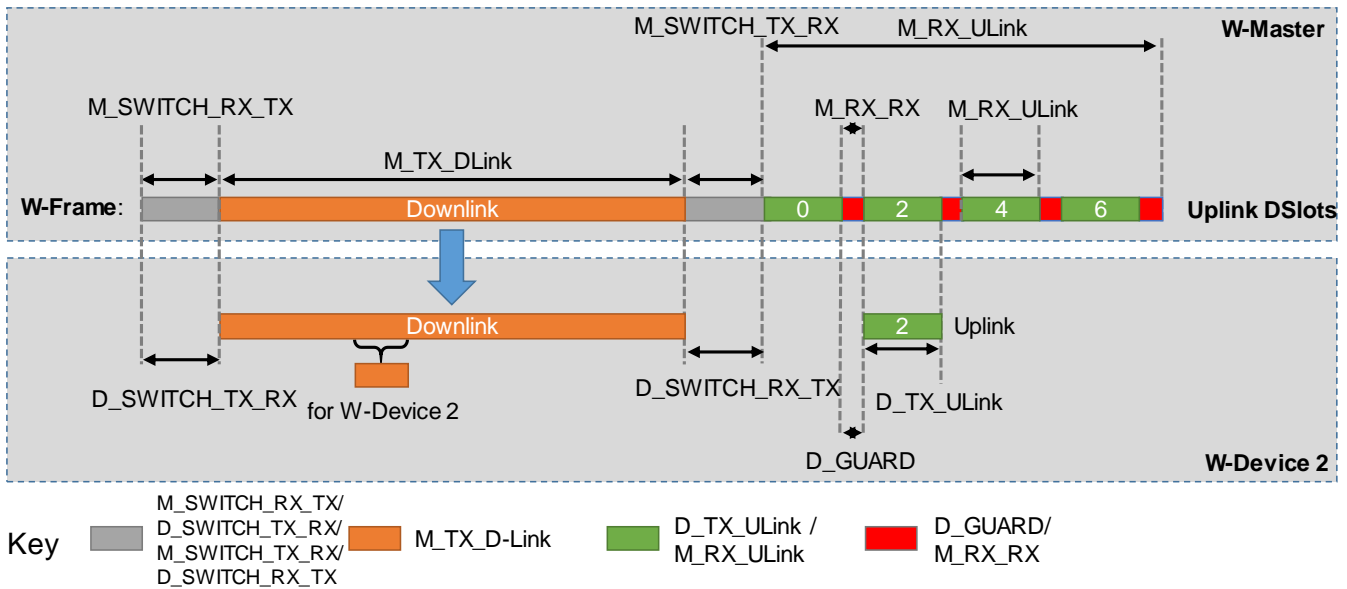 M_SWITCH_TX_RX
M_RX_ULink
W-Master
M_SWITCH_RX_TX
M_RX_RX
M_RX_ULink
M_TX_DLink
W-Frame:
Downlink
0
2
4
6
Uplink DSlots
Downlink
2
Uplink
D_SWITCH_TX_RX
for W-Device 2
D_SWITCH_RX_TX
D_TX_ULink
D_GUARD
W-Device 2
Key
M_SWITCH_RX_TX/
D_SWITCH_TX_RX/
M_SWITCH_TX_RX/
D_SWITCH_RX_TX
M_TX_D-Link
D_TX_ULink /
M_RX_ULink
D_GUARD/
M_RX_RX